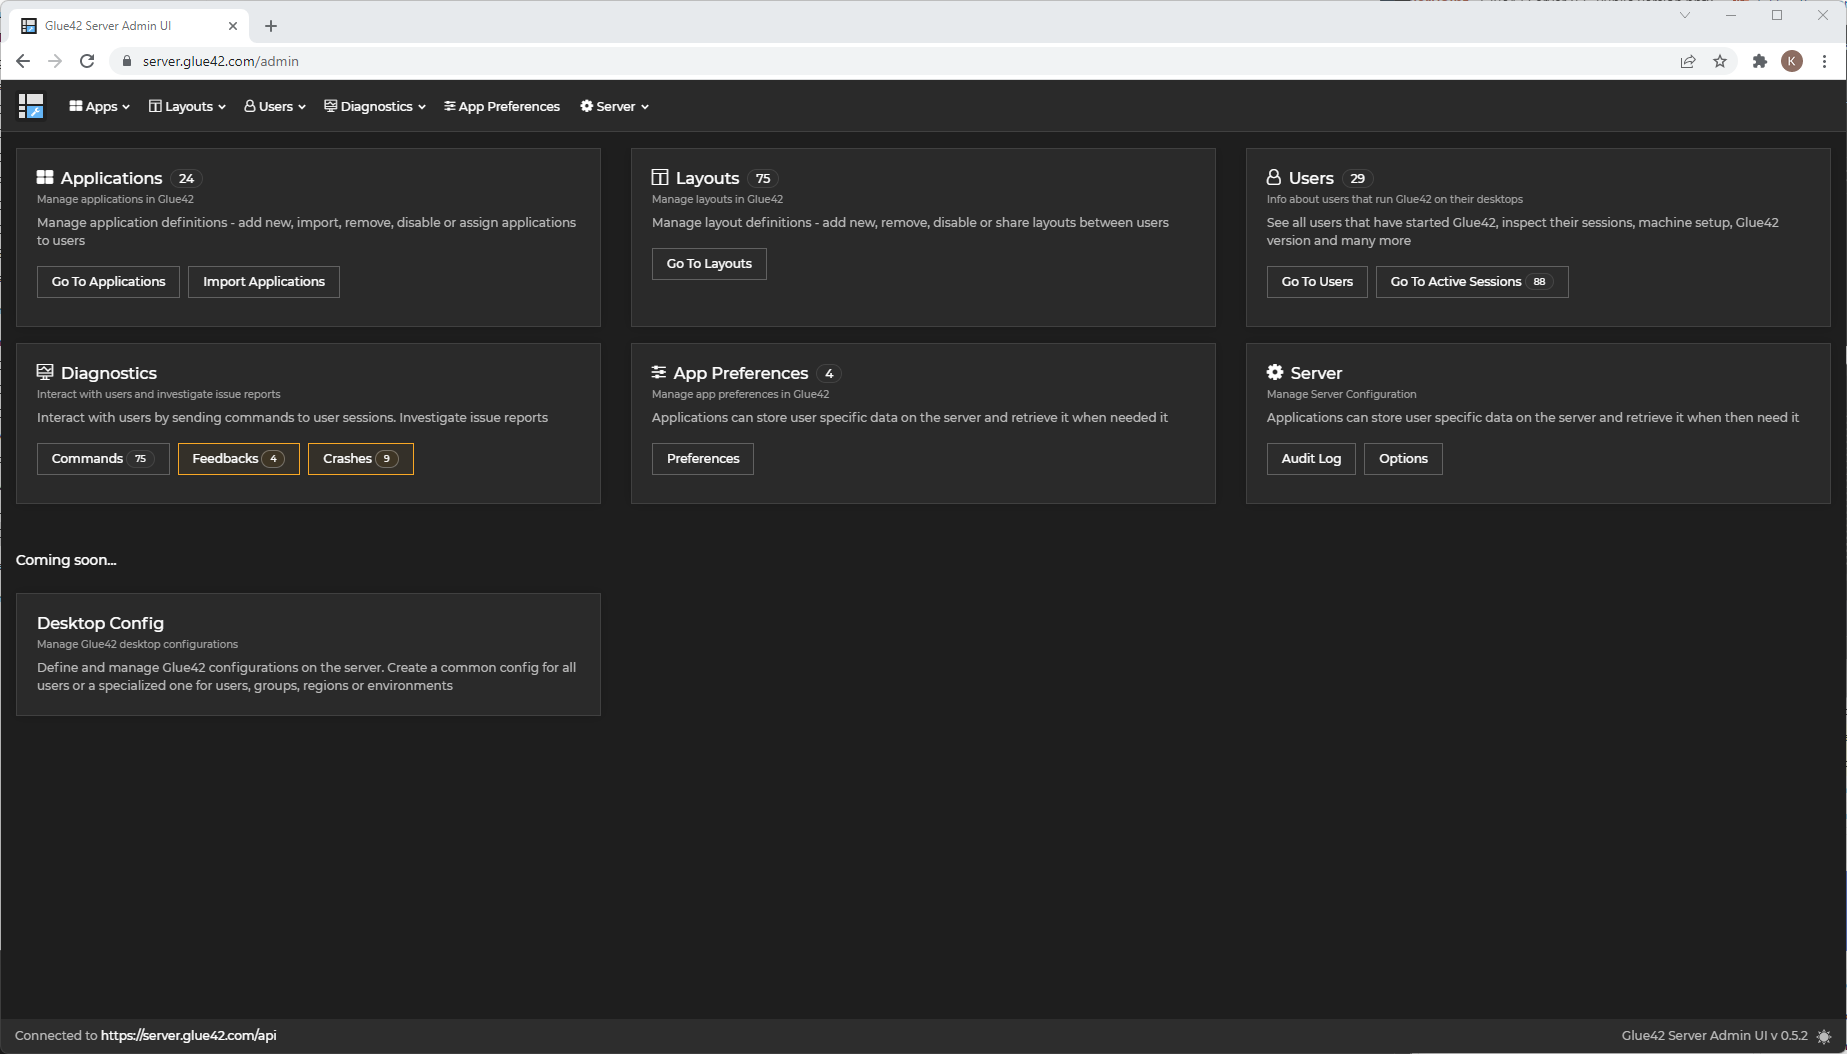 Glue42 Server Admin UI
server.glue42.com/admin
K
Apps
Layouts
Users
Diagnostics
App Preferences
Server
Applications 24
Manage applications in Glue42
Manage application definitions - add new, import, remove, disable or assign applications
to users
Go To Applications
Import Applications
Layouts 75
Manage layouts in Glue42
Manage layout definitions - add new, remove, disable or share layouts between users
Go To Layouts
Users 29
Info about users that run Glue42 on their desktops
See all users that have started Glue42, inspect their sessions, machine setup, Glue42
version and many more
Go To Users
Go To Active Sessions 88
Diagnostics
Interact with users and investigate issue reports
Interact with users by sending commands to user sessions. Investigate issue reports
Commands 75
Feedbacks 4
Crashes 9
App Preferences 4
Manage app preferences in Glue42
Applications can store user specific data on the server and retrieve it when needed it
Preferences
Server
Manage Server Configuration
Applications can store user specific data on the server and retrieve it when then need it
Audit Log
Options
Coming soon...
Desktop Config
Manage Glue42 desktop configurations
Define and manage Glue42 configurations on the server. Create a common config for all
users or a specialized one for users, groups, regions or environments
Connected to https://server.glue42.com/api
Glue42 Server Admin UI v 0.5.2